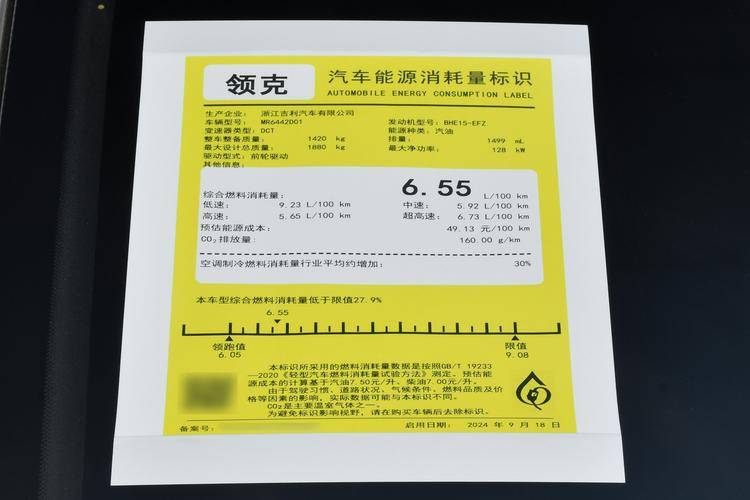 领克
汽车能源消耗量标识
AUTOMOBILE ENERGY CONSUMPTION LABEL
生产企业: 浙江吉利汽车有限公司
车辆型号: MR6442D01 发动机型号: BHE15-EFZ
变速器类型: DCT 能源种类: 汽油
整车整备质量: 1420 kg 排量: 1499 mL
最大设计总质量: 1880 kg 最大净功率: 128 kW
驱动型式: 前轮驱动
其他信息:
综合燃料消耗量: 6.55 L/100 km
低速: 9.23 L/100 km 中速: 5.92 L/100 km
高速: 5.65 L/100 km 超高速: 6.73 L/100 km
预估能源成本: 49.13 元/100 km
CO₂排放量: 160.00 g/km
空调制冷燃料消耗量行业平均约增加: 30%
本车型综合燃料消耗量低于限值27.9%
6.55
领跑值 限值
6.05 9.08
本标识所采用的燃料消耗量数据是按照GB/T 19233
—2020《轻型汽车燃料消耗量试验方法》测定。预估能
源成本的计算基于汽油7.50元/升、柴油7.00元/升。
由于驾驶习惯、道路状况、气候条件、燃料品质及价
格等因素的影响,实际数据可能与本标识不同。
CO₂是主要温室气体之一。
为避免标识影响视野,请在购买车辆后去除标识。
备案号: 启用日期: 2024 年 9 月 18 日